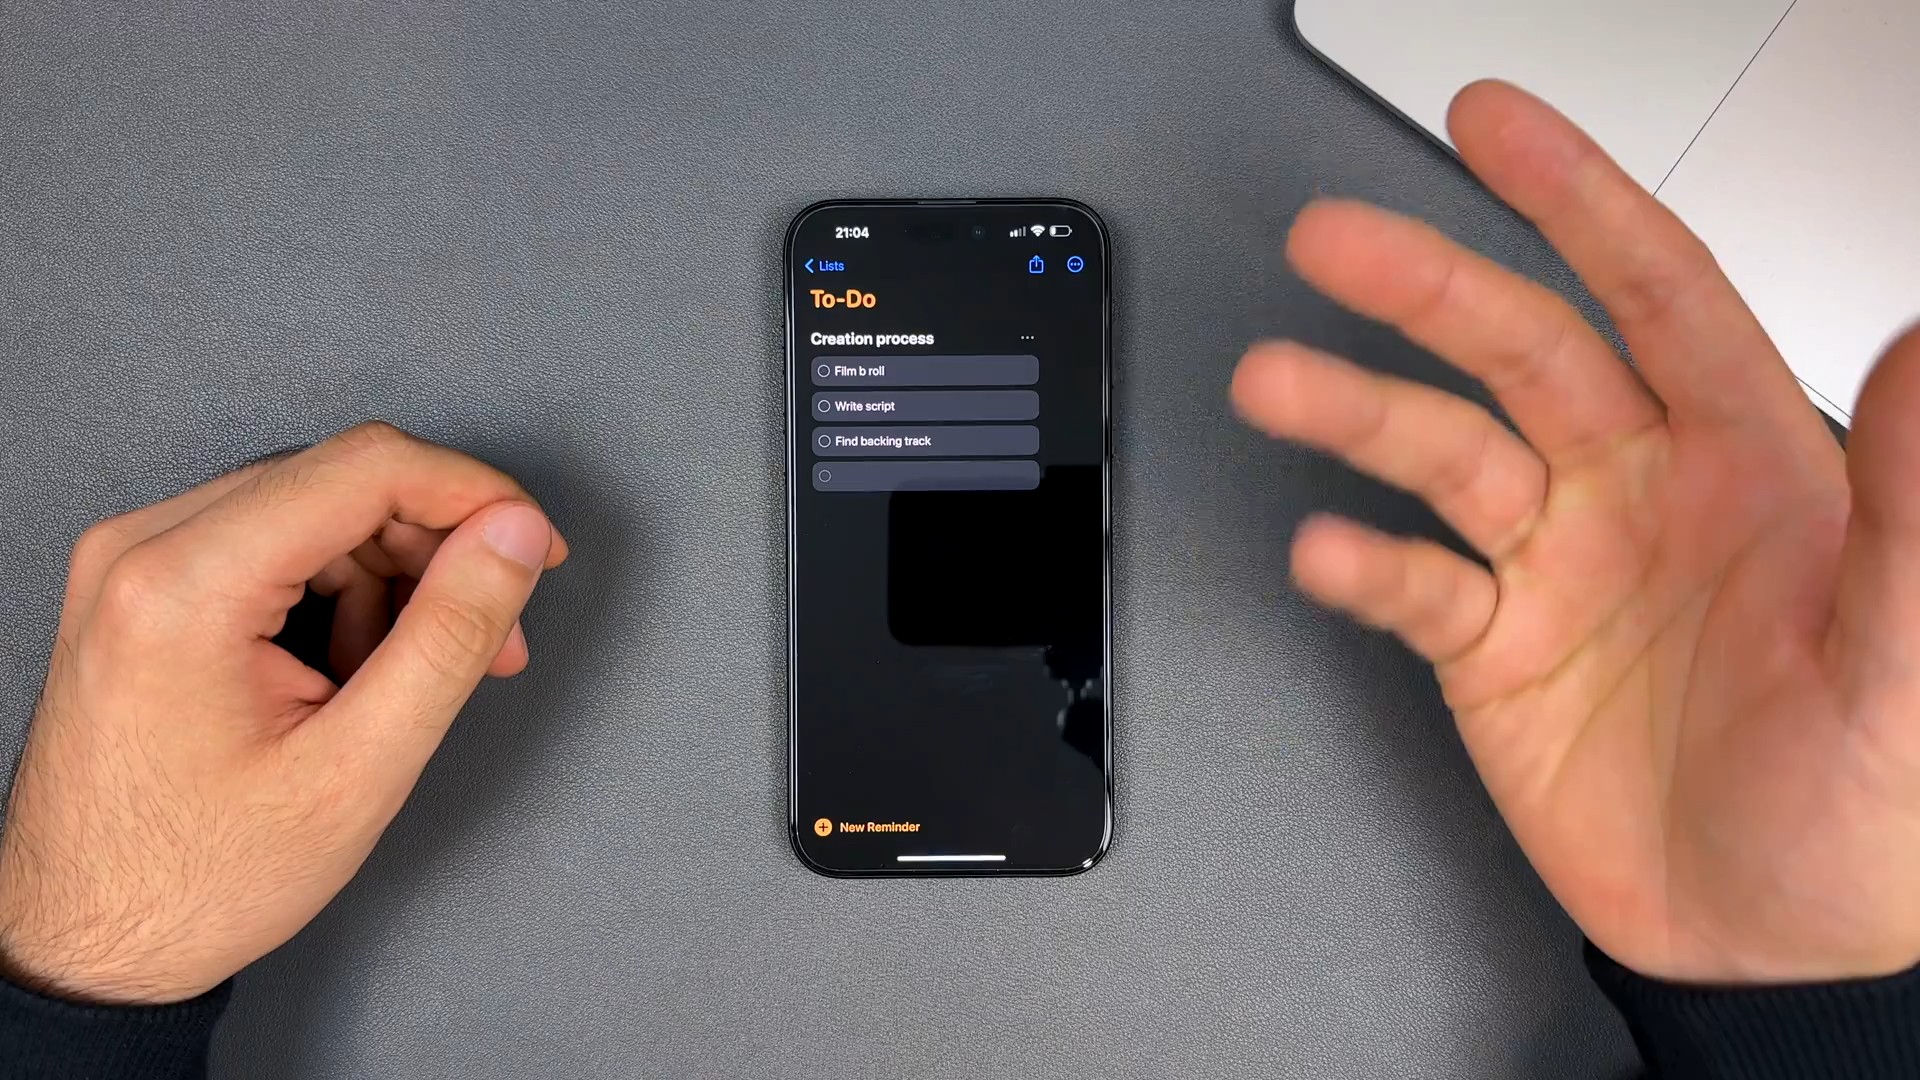 21:04
Lists
To-Do
Creation process
Film b roll
Write script
Find backing track
New Reminder